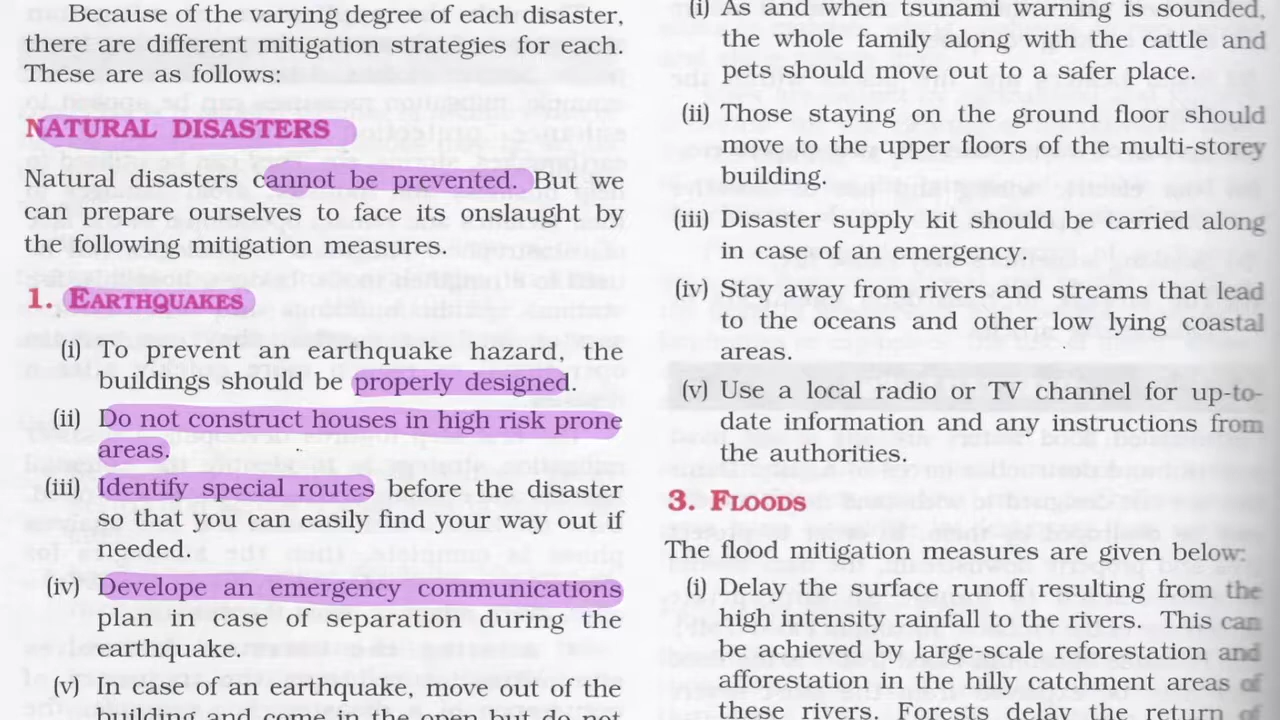 Because of the varying degree of each disaster,
there are different mitigation strategies for each.
These are as follows:
NATURAL DISASTERS
Natural disasters cannot be prevented. But we
can prepare ourselves to face its onslaught by
the following mitigation measures.
1. EARTHQUAKES
(i) To prevent an earthquake hazard, the
buildings should be properly designed.
(ii) Do not construct houses in high risk prone
areas.
(iii) Identify special routes before the disaster
so that you can easily find your way out if
needed.
(iv) Develope an emergency communications
plan in case of separation during the
earthquake.
(v) In case of an earthquake, move out of the
building and come in the open but do not
(i) As and when tsunami warning is sounded,
the whole family along with the cattle and
pets should move out to a safer place.
(ii) Those staying on the ground floor should
move to the upper floors of the multi-storey
building.
(iii) Disaster supply kit should be carried along
in case of an emergency.
(iv) Stay away from rivers and streams that lead
to the oceans and other low lying coastal
areas.
(v) Use a local radio or TV channel for up-to-
date information and any instructions from
the authorities.
3. FLOODS
The flood mitigation measures are given below:
(i) Delay the surface runoff resulting from the
high intensity rainfall to the rivers. This can
be achieved by large-scale reforestation and
afforestation in the hilly catchment areas of
these rivers. Forests delay the return of